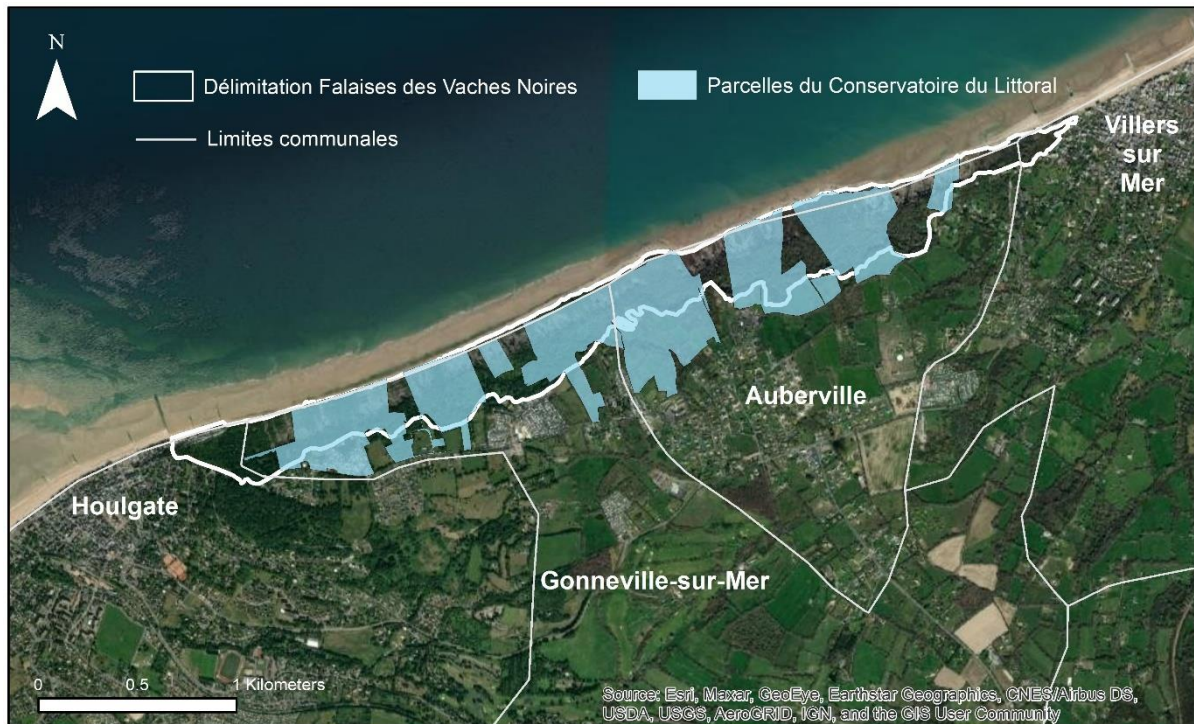 N
Délimitation Falaises des Vaches Noires
Parcelles du Conservatoire du Littoral
Limites communales
Villers
sur
Mer
Auberville
Houlgate
Gonneville-sur-Mer
0 0.5 1 Kilometers
Source: Esri, Maxar, GeoEye, Earthstar Geographics, CNES/Airbus DS,
USDA, USGS, AeroGRID, IGN, and the GIS User Community